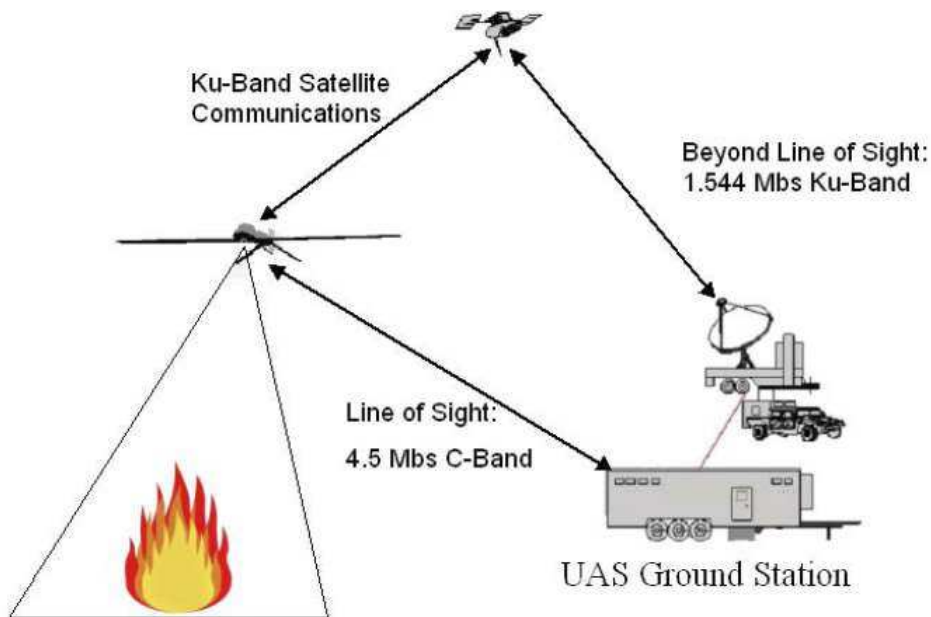 Ku-Band Satellite
Communications
Beyond Line of Sight:
1.544 Mbs Ku-Band
Line of Sight:
4.5 Mbs C-Band
UAS Ground Station